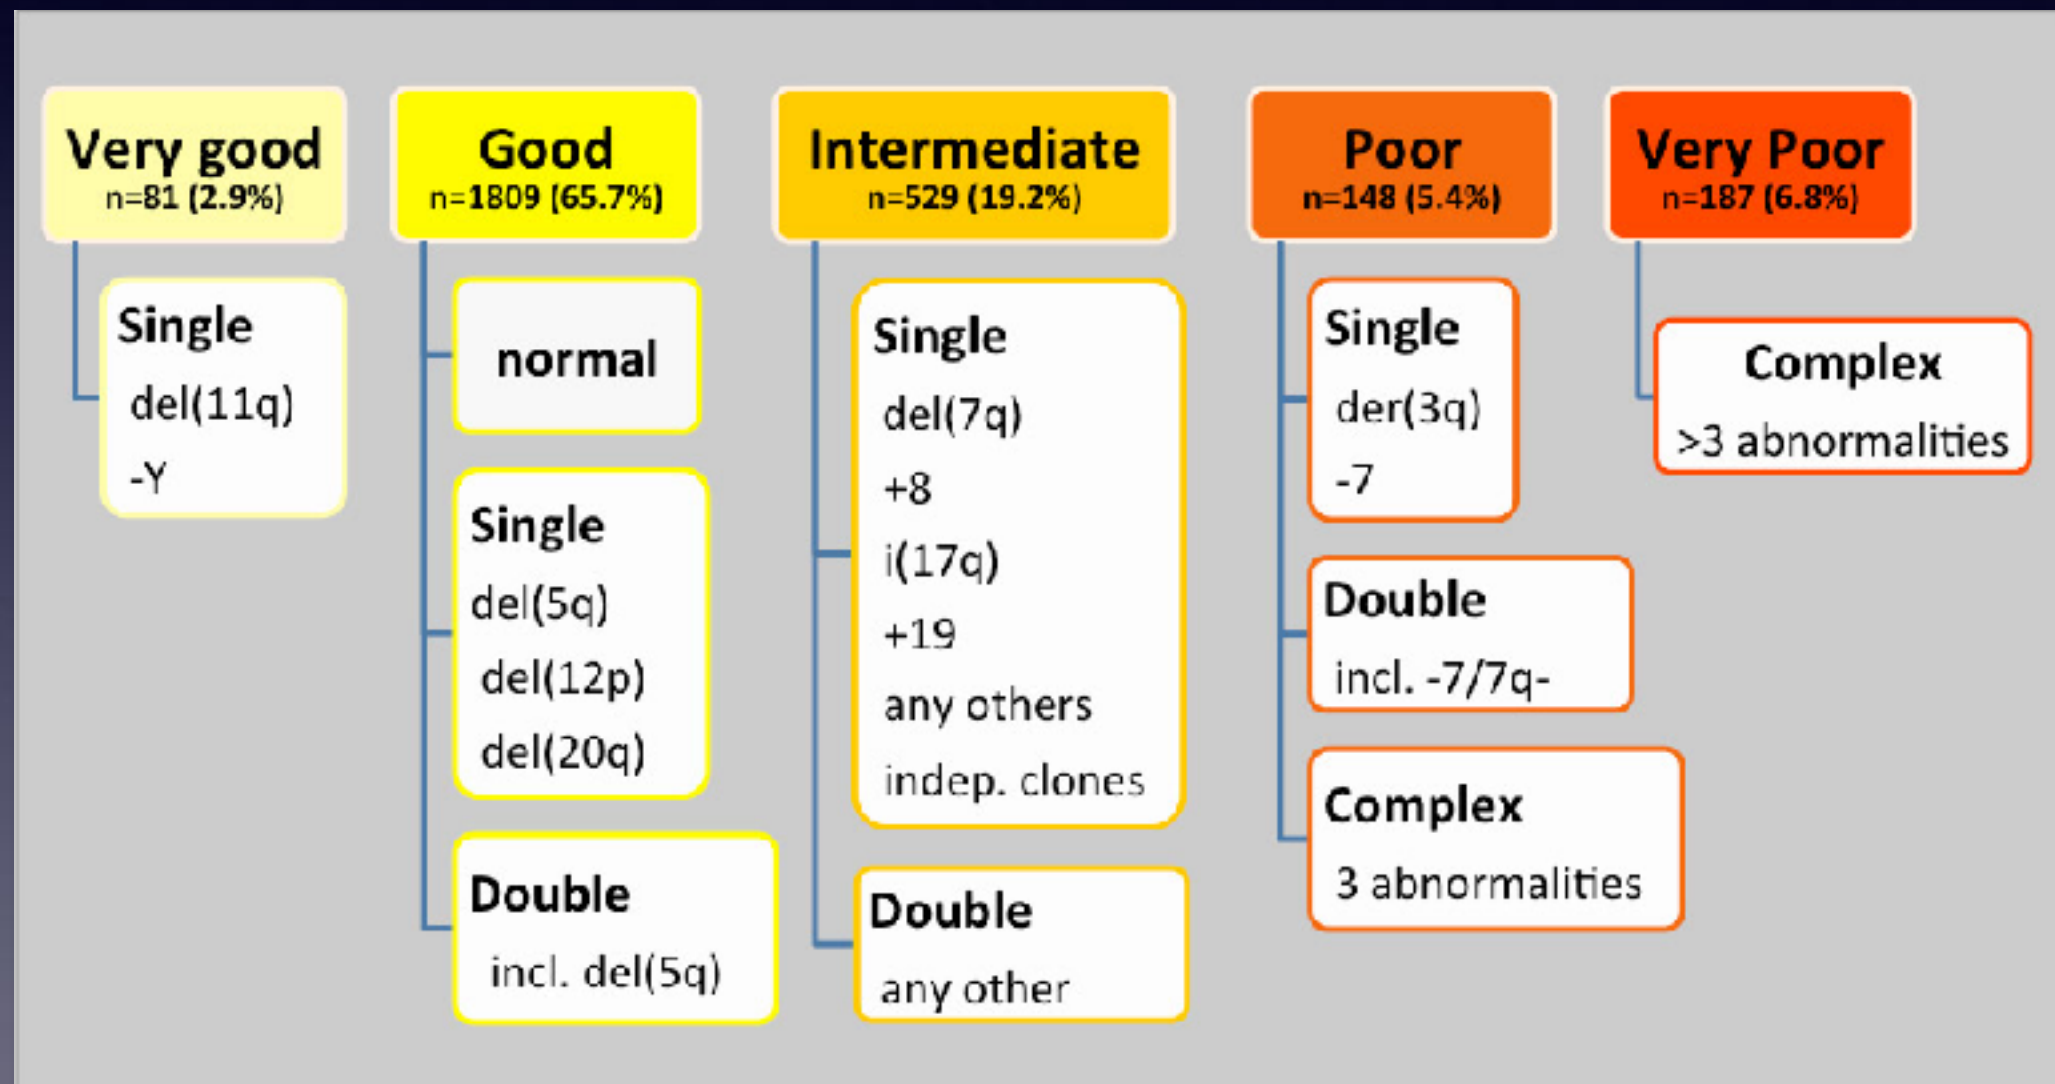 Very good
n=81 (2.9%)
Single
del(11q)
-Y
Good
n=1809 (65.7%)
normal
Single
del(5q)
del(12p)
del(20q)
Double
incl. del(5q)
Intermediate
n=529 (19.2%)
Single
del(7q)
+8
i(17q)
+19
any others
indep. clones
Double
any other
Poor
n=148 (5.4%)
Single
der(3q)
-7
Double
incl. -7/7q-
Complex
3 abnormalities
Very Poor
n=187 (6.8%)
Complex
>3 abnormalities